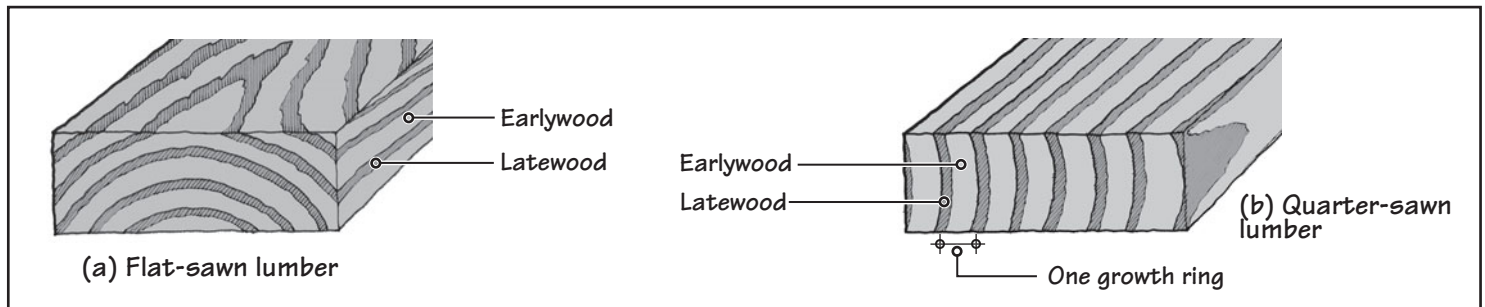 Earlywood
Latewood
(a) Flat-sawn lumber
Earlywood
Latewood
(b) Quarter-sawn
lumber
One growth ring